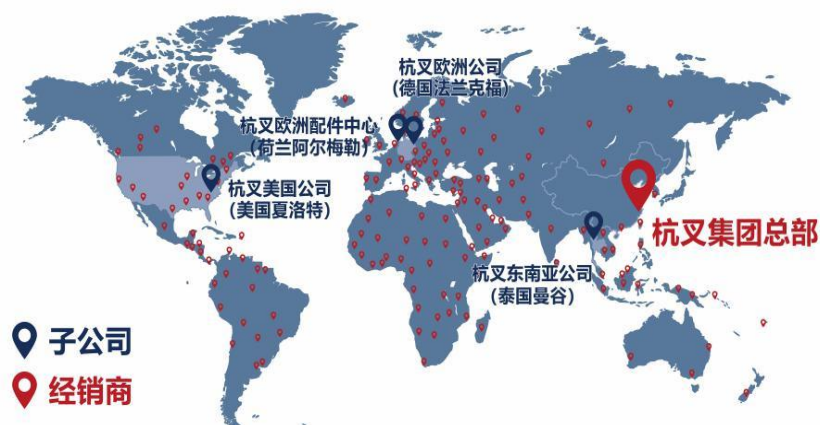 杭叉欧洲公司
（德国法兰克福）
杭叉欧洲配件中心
（荷兰阿尔梅勒）
杭叉美国公司
（美国夏洛特）
杭叉集团总部
杭叉东南亚公司
（泰国曼谷）
子公司
经销商